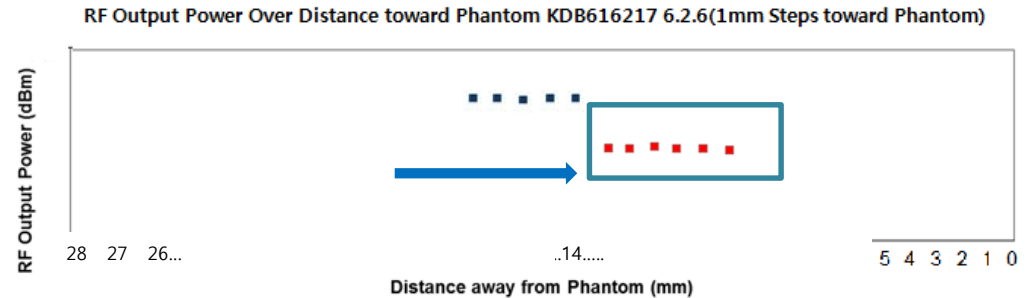 RF Output Power Over Distance toward Phantom KDB616217 6.2.6(1mm Steps toward Phantom)
RF Output Power (dBm)
28 27 26... ..14..... 5 4 3 2 1 0
Distance away from Phantom (mm)